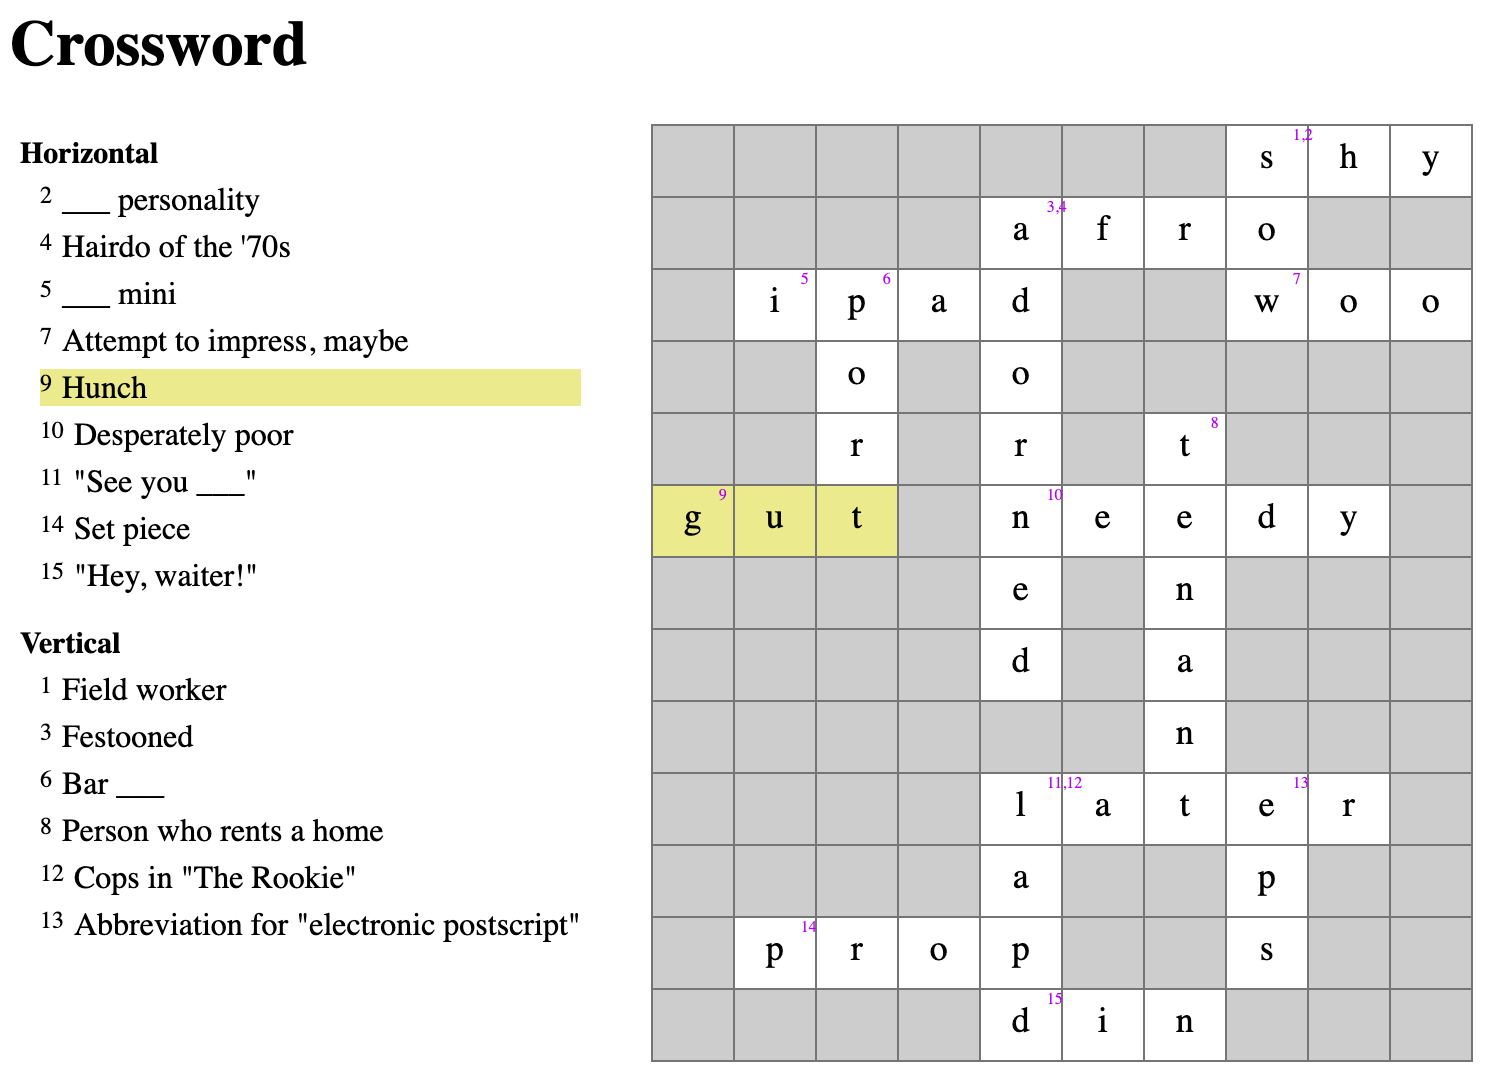 Crossword
Horizontal
2 ___ personality
4 Hairdo of the '70s
5 ___ mini
7 Attempt to impress, maybe
9 Hunch
10 Desperately poor
11 "See you ___"
14 Set piece
15 "Hey, waiter!"
Vertical
1 Field worker
3 Festooned
6 Bar ___
8 Person who rents a home
12 Cops in "The Rookie"
13 Abbreviation for "electronic postscript"
s 1,2 h y
a 3,4 f r o
i 5 p 6 a d w 7 o o
o o
r r t 8
g 9 u t n 10 e e d y
e n
d a
n
l 11,12 a t e 13 r
a p
p 14 r o p s
d 15 i n